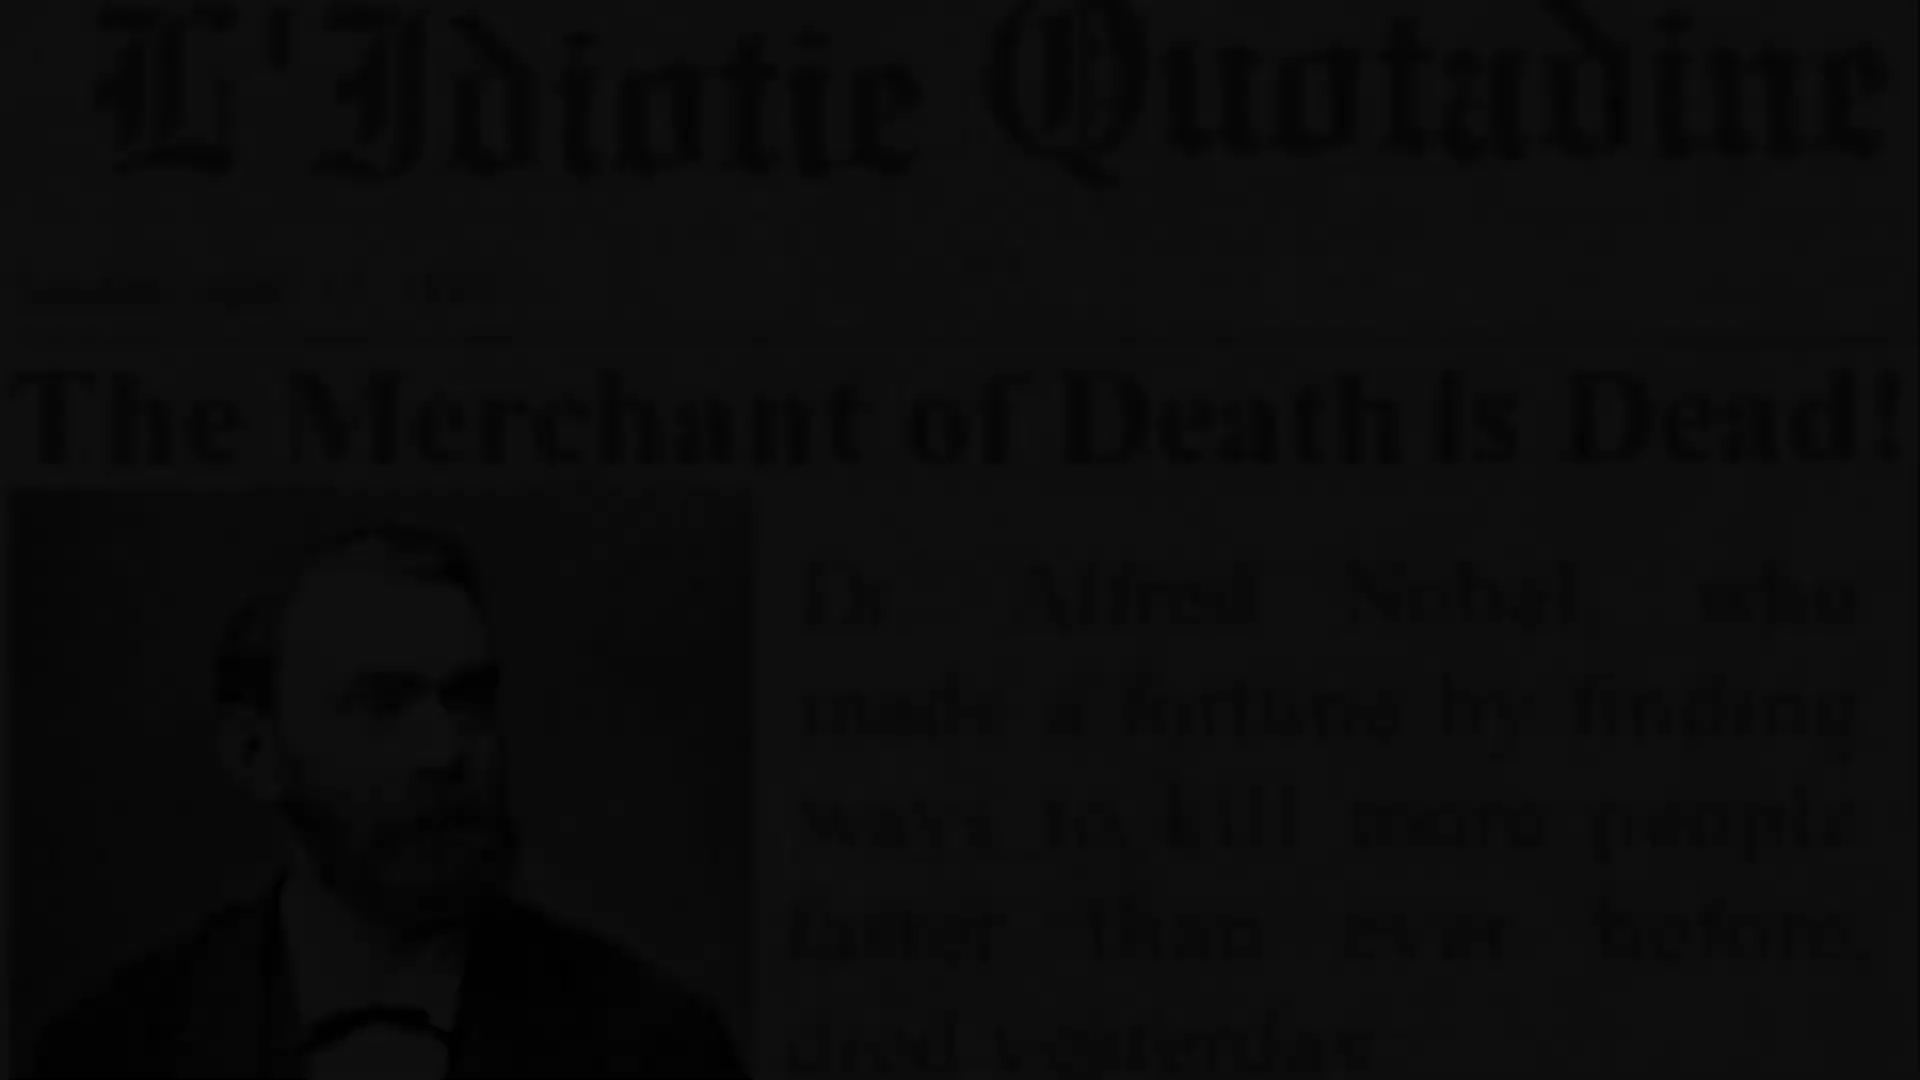 L'Idiotie Quotadine
The Merchant of Death is Dead!
Dr Alfred Nobel, who
made a fortune by finding
ways to kill more people
faster than ever before,
died yesterday